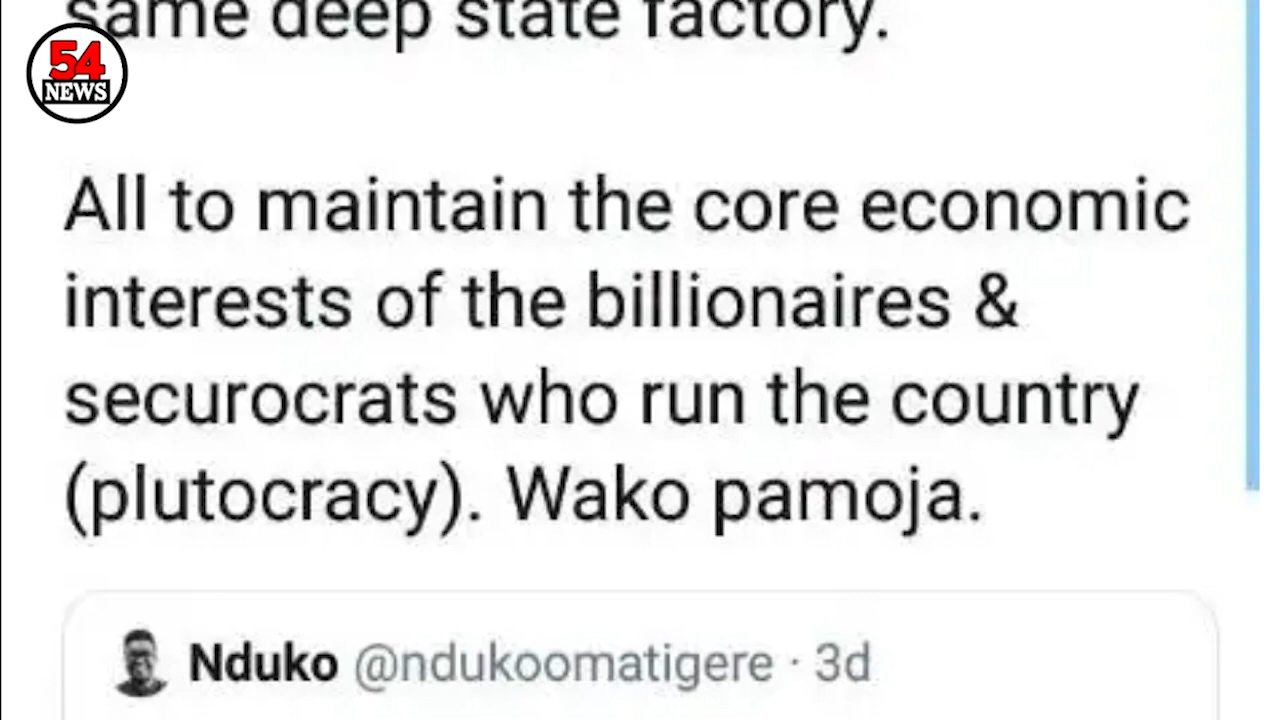 same deep state factory.
54
NEWS
All to maintain the core economic
interests of the billionaires &
securocrats who run the country
(plutocracy). Wako pamoja.
Nduko @ndukoomatigere · 3d